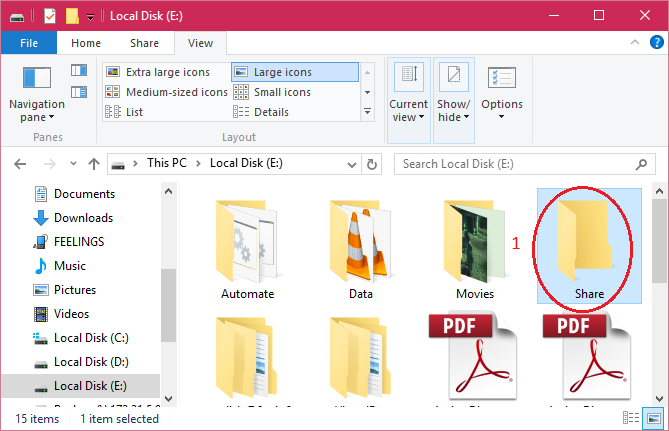 Local Disk (E:)
File Home Share View
Navigation pane
Extra large icons Large icons
Medium-sized icons Small icons
List Details
Current view
Show/ hide
Options
Panes Layout
This PC > Local Disk (E:)
Search Local Disk (E:)
Documents
Downloads
FEELINGS
Music
Pictures
Videos
Local Disk (C:)
Local Disk (D:)
Local Disk (E:)
Automate Data Movies Share
1
PDF PDF
15 items 1 item selected